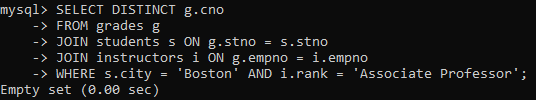 mysql> SELECT DISTINCT g.cno
    -> FROM grades g
    -> JOIN students s ON g.stno = s.stno
    -> JOIN instructors i ON g.empno = i.empno
    -> WHERE s.city = 'Boston' AND i.rank = 'Associate Professor';
Empty set (0.00 sec)